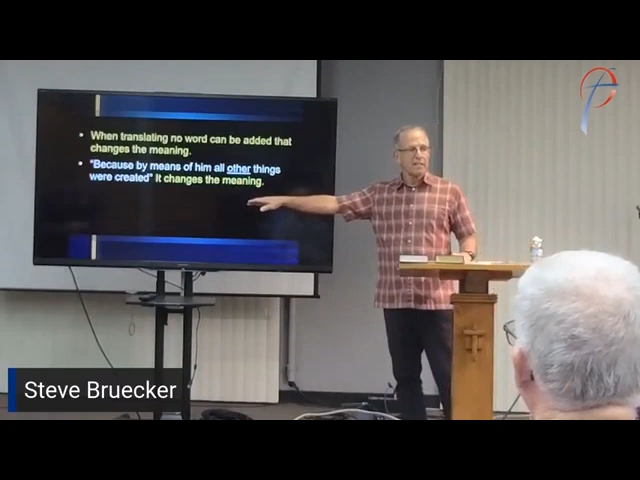 • When translating no word can be added that
changes the meaning.
• "Because by means of him all other things
were created" It changes the meaning.
Steve Bruecker